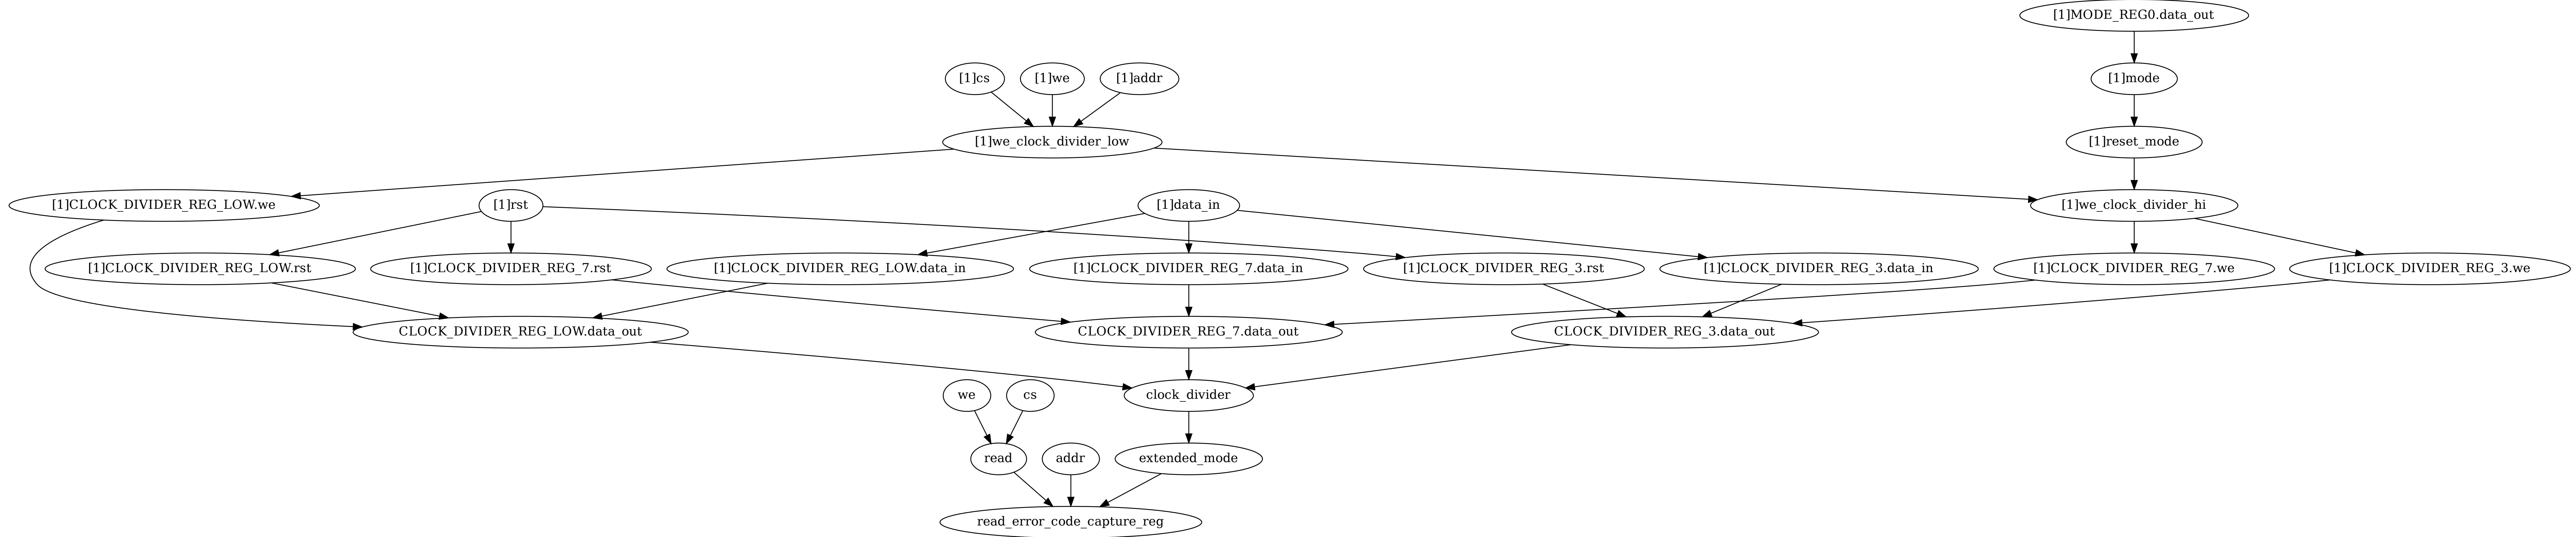 [1]MODE_REG0.data_out
[1]cs
[1]we
[1]addr
[1]mode
[1]we_clock_divider_low
[1]reset_mode
[1]CLOCK_DIVIDER_REG_LOW.we
[1]rst
[1]data_in
[1]we_clock_divider_hi
[1]CLOCK_DIVIDER_REG_LOW.rst
[1]CLOCK_DIVIDER_REG_7.rst
[1]CLOCK_DIVIDER_REG_LOW.data_in
[1]CLOCK_DIVIDER_REG_7.data_in
[1]CLOCK_DIVIDER_REG_3.rst
[1]CLOCK_DIVIDER_REG_3.data_in
[1]CLOCK_DIVIDER_REG_7.we
[1]CLOCK_DIVIDER_REG_3.we
CLOCK_DIVIDER_REG_LOW.data_out
CLOCK_DIVIDER_REG_7.data_out
CLOCK_DIVIDER_REG_3.data_out
we
cs
clock_divider
read
addr
extended_mode
read_error_code_capture_reg